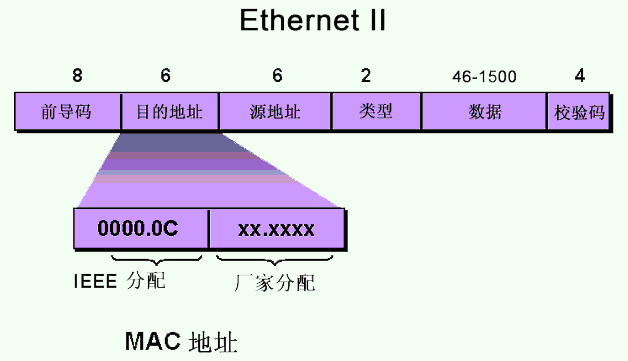 Ethernet II
8 6 6 2 46-1500 4
前导码 目的地址 源地址 类型 数据 校验码
0000.0C xx.xxxx
IEEE 分配 厂家分配
MAC 地址